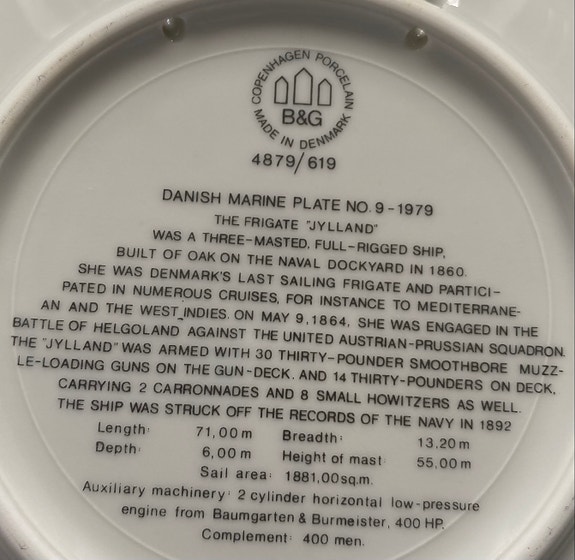 COPENHAGEN PORCELAIN
B&G
MADE IN DENMARK
4879/619
DANISH MARINE PLATE NO. 9-1979
THE FRIGATE "JYLLAND"
WAS A THREE-MASTED, FULL-RIGGED SHIP,
BUILT OF OAK ON THE NAVAL DOCKYARD IN 1860.
SHE WAS DENMARK'S LAST SAILING FRIGATE AND PARTICI-
PATED IN NUMEROUS CRUISES, FOR INSTANCE TO MEDITERRANE-
AN AND THE WEST INDIES. ON MAY 9,1864, SHE WAS ENGAGED IN THE
BATTLE OF HELGOLAND AGAINST THE UNITED AUSTRIAN-PRUSSIAN SQUADRON.
THE "JYLLAND" WAS ARMED WITH 30 THIRTY-POUNDER SMOOTHBORE MUZZ-
LE-LOADING GUNS ON THE GUN-DECK. AND 14 THIRTY-POUNDERS ON DECK,
CARRYING 2 CARRONNADES AND 8 SMALL HOWITZERS AS WELL.
THE SHIP WAS STRUCK OFF THE RECORDS OF THE NAVY IN 1892
Length: 71,00m Breadth: 13,20m
Depth: 6,00m Height of mast: 55,00m
Sail area: 1881,00sq.m.
Auxiliary machinery: 2 cylinder horizontal low-pressure
engine from Baumgarten & Burmeister, 400 HP.
Complement: 400 men.